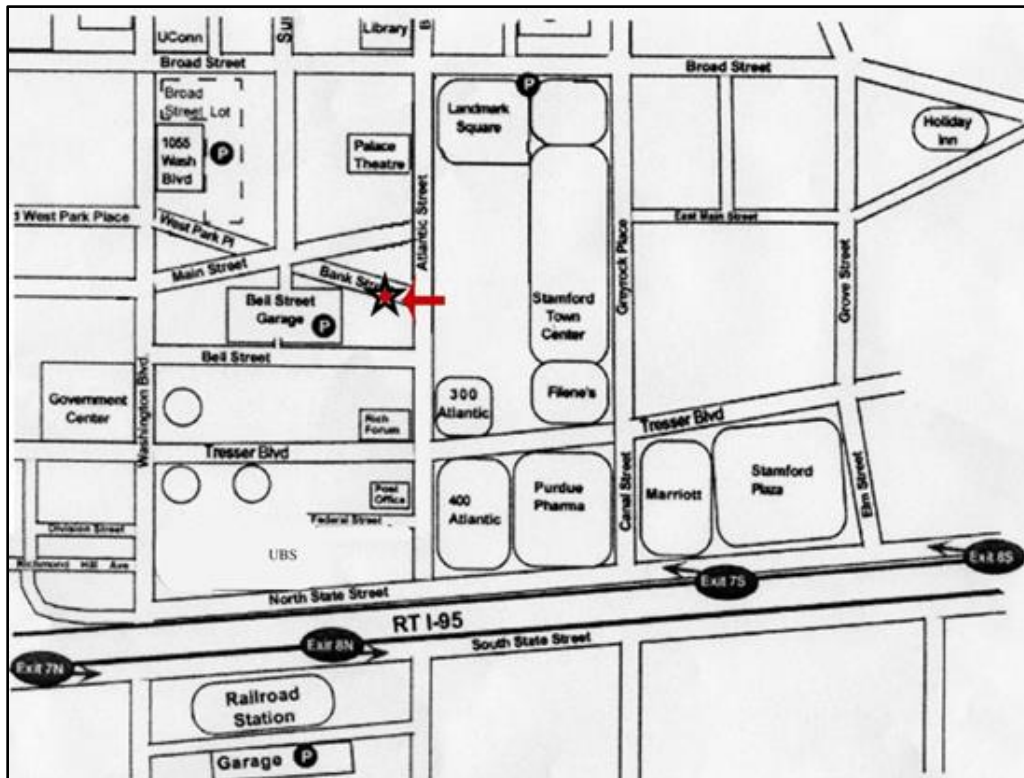 UConn
Library
B
Broad Street
Broad Street
Broad
Street Lot
1055
Wash
Blvd
P
Palace
Theatre
Landmark
Square
P
Holiday
Inn
West Park Place
West Park Pl
Main Street
Atlantic Street
East Main Street
Greyrock Place
Grove Street
Bank
Bell Street
Garage
P
Stamford
Town
Center
Bell Street
Washington Blvd.
Government
Center
300
Atlantic
Filene's
Rich
Forum
Tresser Blvd
Tresser Blvd
Post
Office
Federal Street
400
Atlantic
Purdue
Pharma
Canal Street
Marriott
Stamford
Plaza
Elm Street
Division Street
Richmond Hill Ave
UBS
North State Street
Exit 7S
Exit 6S
RT I-95
South State Street
Exit 7N
Exit 8N
Railroad
Station
Garage P